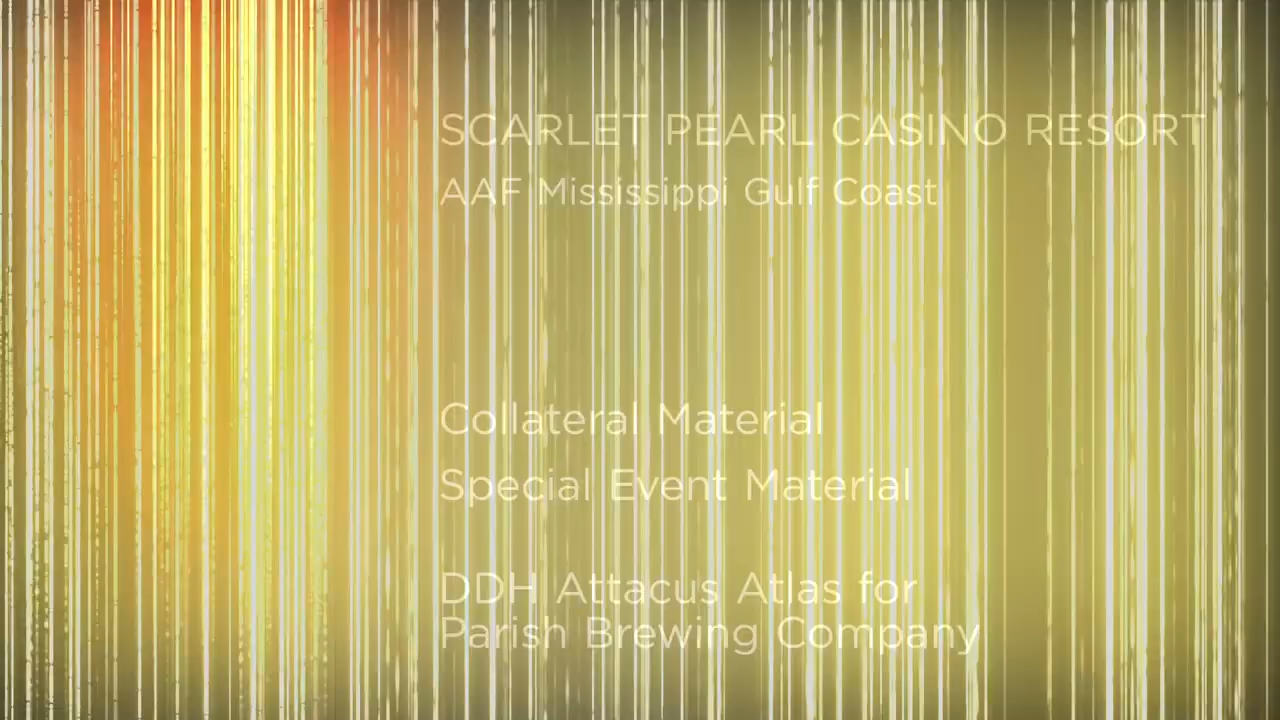 SCARLET PEARL CASINO RESORT
AAF Mississippi Gulf Coast
Collateral Material
Special Event Material
DDH Attacus Atlas for
Parish Brewing Company